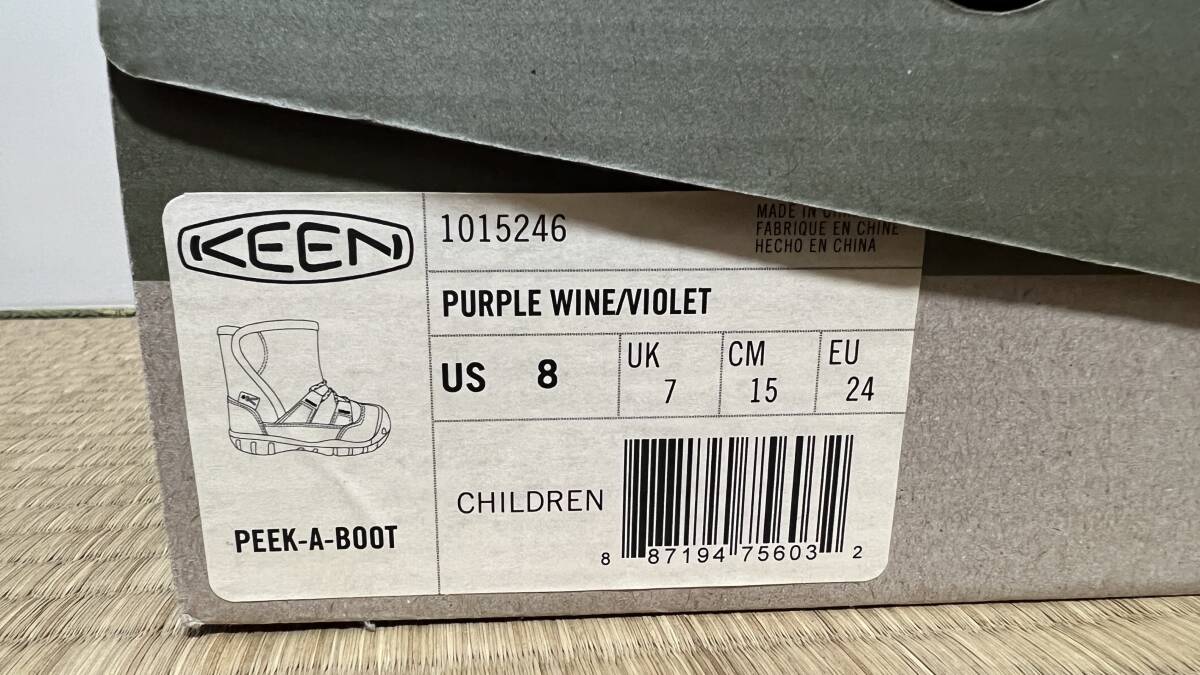 KEEN
1015246
MADE IN
FABRIQUE EN CHINE
HECHO EN CHINA
PURPLE WINE/VIOLET
US 8
UK 7
CM 15
EU 24
PEEK-A-BOOT
CHILDREN
8 87194 75603 2